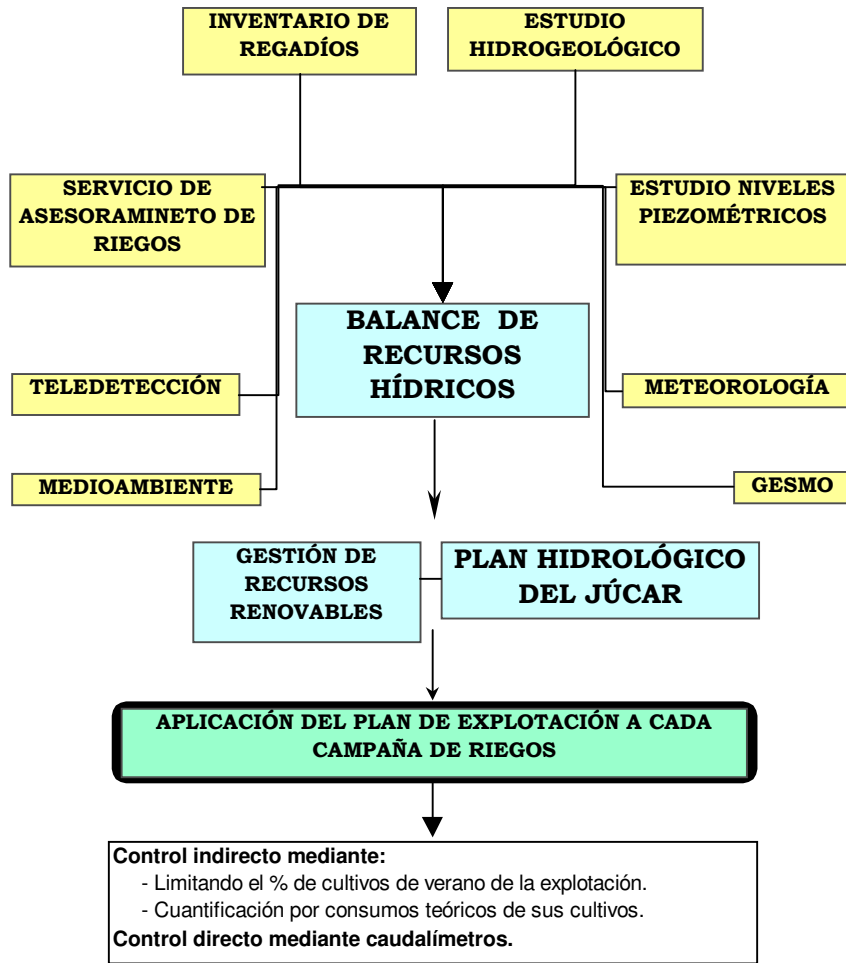 INVENTARIO DE
REGADÍOS
ESTUDIO
HIDROGEOLÓGICO
SERVICIO DE
ASESORAMINETO DE
RIEGOS
ESTUDIO NIVELES
PIEZOMÉTRICOS
BALANCE DE
RECURSOS
HÍDRICOS
TELEDETECCIÓN
METEOROLOGÍA
MEDIOAMBIENTE
GESMO
GESTIÓN DE
RECURSOS
RENOVABLES
PLAN HIDROLÓGICO
DEL JÚCAR
APLICACIÓN DEL PLAN DE EXPLOTACIÓN A CADA
CAMPAÑA DE RIEGOS
Control indirecto mediante:
- Limitando el % de cultivos de verano de la explotación.
- Cuantificación por consumos teóricos de sus cultivos.
Control directo mediante caudalímetros.